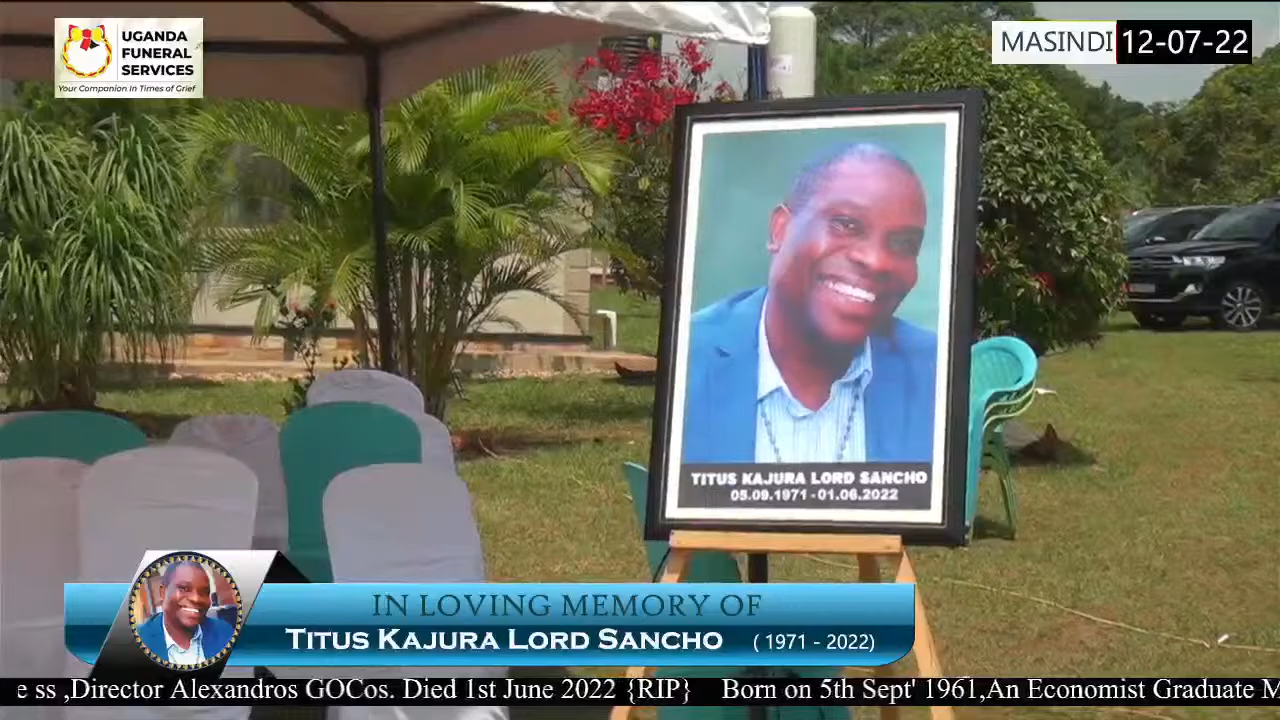 UGANDA
FUNERAL
SERVICES
Your Companion In Times of Grief
MASINDI 12-07-22
TITUS KAJURA LORD SANCHO
05.09.1971 - 01.06.2022
IN LOVING MEMORY OF
TITUS KAJURA LORD SANCHO ( 1971 - 2022)
e ss ,Director Alexandros GOCos. Died 1st June 2022 {RIP} Born on 5th Sept' 1961,An Economist Graduate M